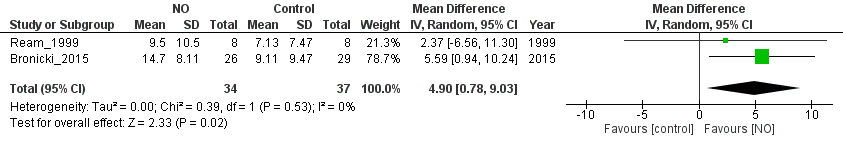 NO Control Mean Difference Mean Difference
Study or Subgroup Mean SD Total Mean SD Total Weight IV, Random, 95% CI Year IV, Random, 95% CI
Ream_1999 9.5 10.5 8 7.13 7.47 8 21.3% 2.37 [-6.56, 11.30] 1999
Bronicki_2015 14.7 8.11 26 9.11 9.47 29 78.7% 5.59 [0.94, 10.24] 2015
Total (95% CI) 34 37 100.0% 4.90 [0.78, 9.03]
Heterogeneity: Tau² = 0.00; Chi² = 0.39, df = 1 (P = 0.53); I² = 0%
Test for overall effect: Z = 2.33 (P = 0.02)
-10 -5 0 5 10
Favours [control] Favours [NO]